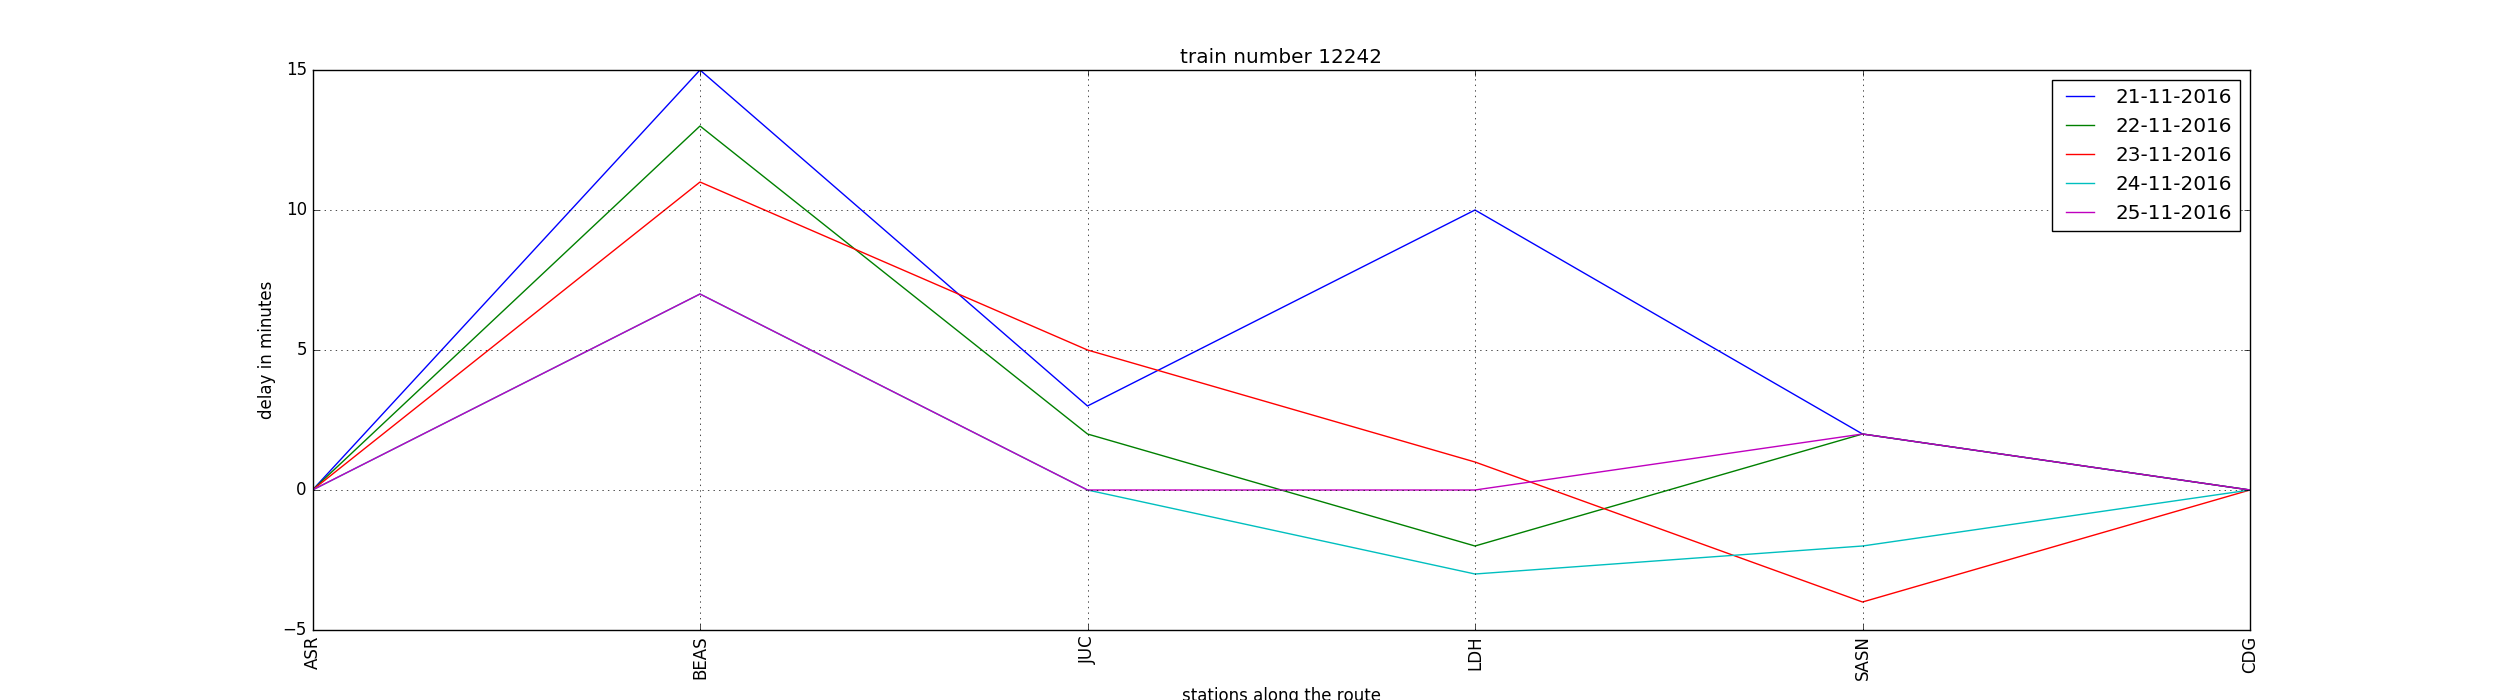 train number 12242
15
10
5
0
−5
delay in minutes
21-11-2016
22-11-2016
23-11-2016
24-11-2016
25-11-2016
ASR
BEAS
JUC
LDH
SASN
CDG
stations along the route